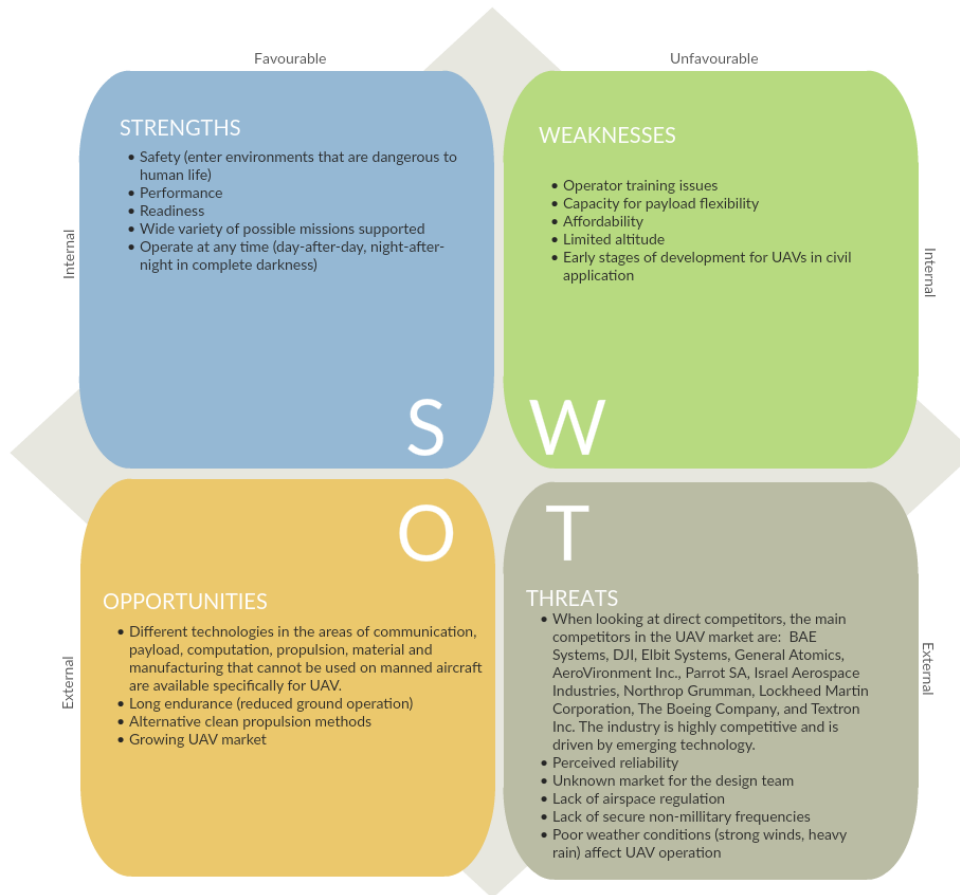 Favourable
Unfavourable
Internal
STRENGTHS
• Safety (enter environments that are dangerous to
human life)
• Performance
• Readiness
• Wide variety of possible missions supported
• Operate at any time (day-after-day, night-after-
night in complete darkness)
S
WEAKNESSES
• Operator training issues
• Capacity for payload flexibility
• Affordability
• Limited altitude
• Early stages of development for UAVs in civil
application
W
Internal
External
O
OPPORTUNITIES
• Different technologies in the areas of communication,
payload, computation, propulsion, material and
manufacturing that cannot be used on manned aircraft
are available specifically for UAV.
• Long endurance (reduced ground operation)
• Alternative clean propulsion methods
• Growing UAV market
T
THREATS
• When looking at direct competitors, the main
competitors in the UAV market are: BAE
Systems, DJI, Elbit Systems, General Atomics,
AeroVironment Inc., Parrot SA, Israel Aerospace
Industries, Northrop Grumman, Lockheed Martin
Corporation, The Boeing Company, and Textron
Inc. The industry is highly competitive and is
driven by emerging technology.
• Perceived reliability
• Unknown market for the design team
• Lack of airspace regulation
• Lack of secure non-millitary frequencies
• Poor weather conditions (strong winds, heavy
rain) affect UAV operation
External